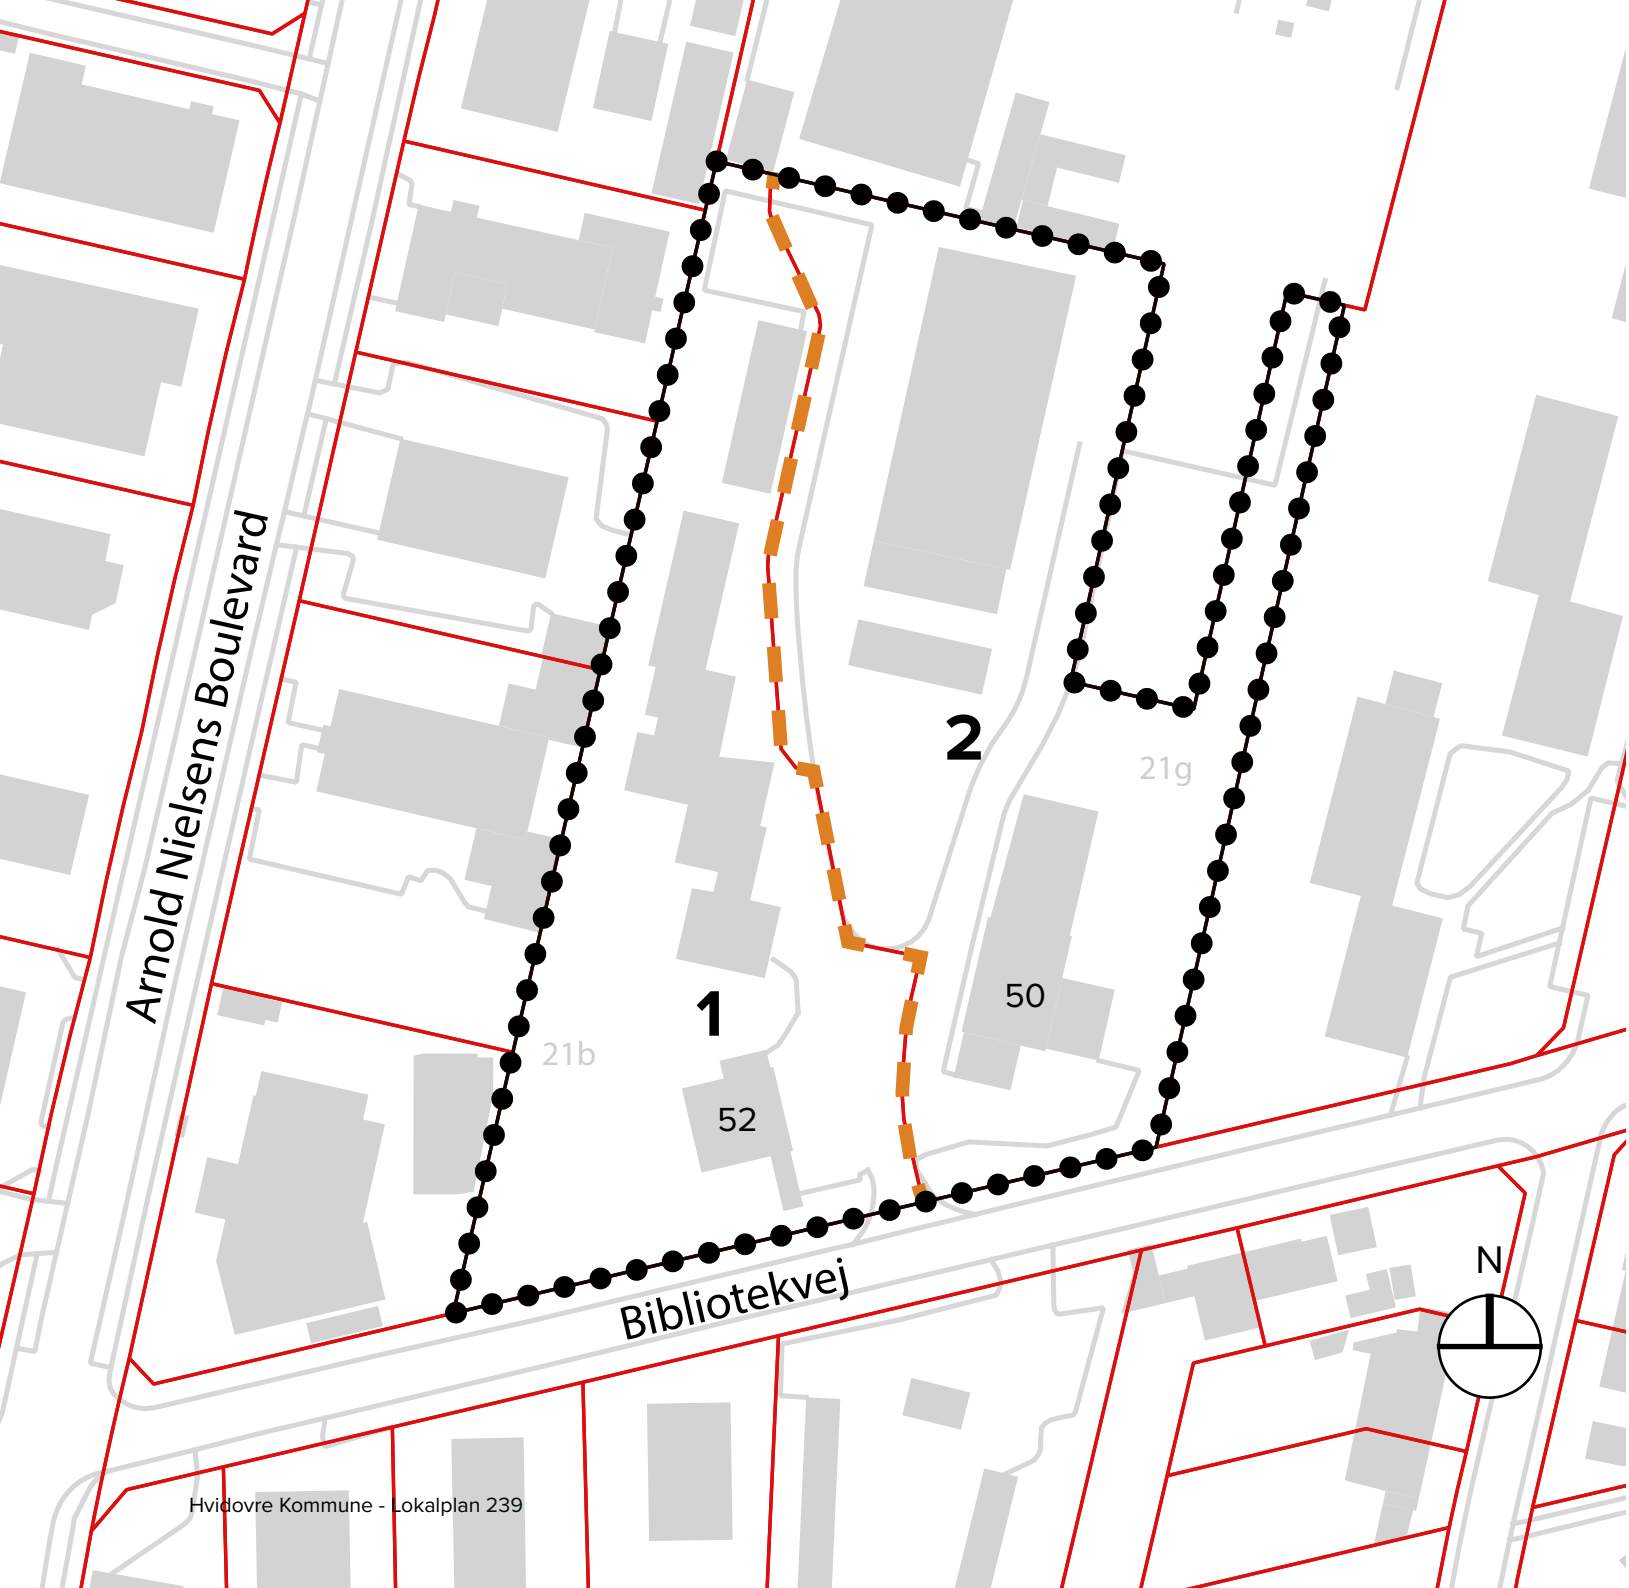 Arnold Nielsens Boulevard
2
21g
50
1
21b
52
Bibliotekvej
N
Hvidovre Kommune - Lokalplan 239